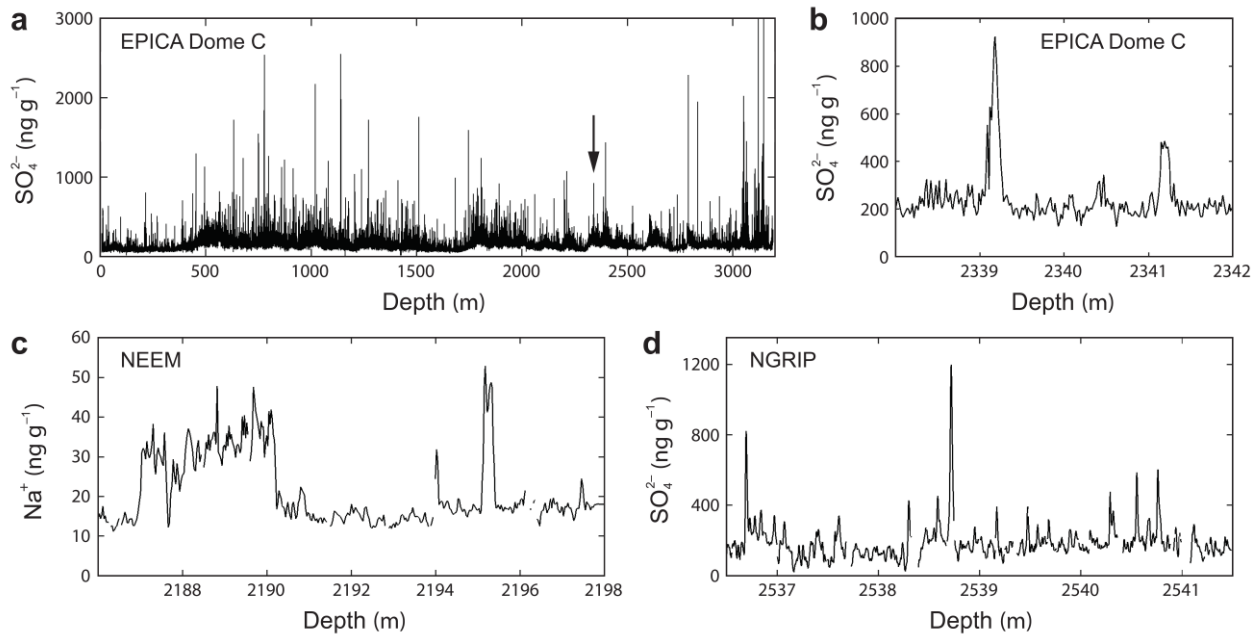 a
EPICA Dome C
SO₄²⁻ (ng g⁻¹)
3000
2000
1000
0
0 500 1000 1500 2000 2500 3000
Depth (m)
b
EPICA Dome C
SO₄²⁻ (ng g⁻¹)
1000
800
600
400
200
0
2339 2340 2341 2342
Depth (m)
c
NEEM
Na⁺ (ng g⁻¹)
60
50
40
30
20
10
0
2188 2190 2192 2194 2196 2198
Depth (m)
d
NGRIP
SO₄²⁻ (ng g⁻¹)
1200
800
400
0
2537 2538 2539 2540 2541
Depth (m)